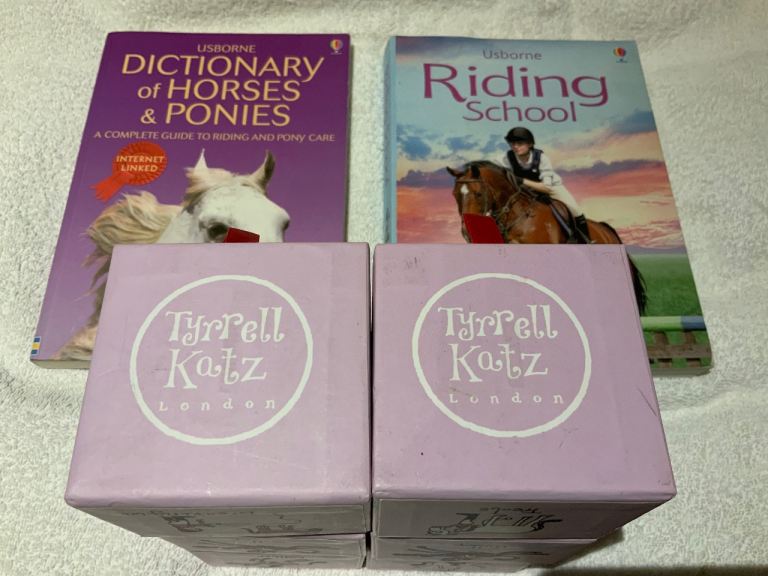 USBORNE
DICTIONARY
of HORSES
& PONIES
A COMPLETE GUIDE TO RIDING AND PONY CARE
INTERNET
LINKED
Usborne
Riding
School
Tyrrell
Katz
London
Tyrrell
Katz
London